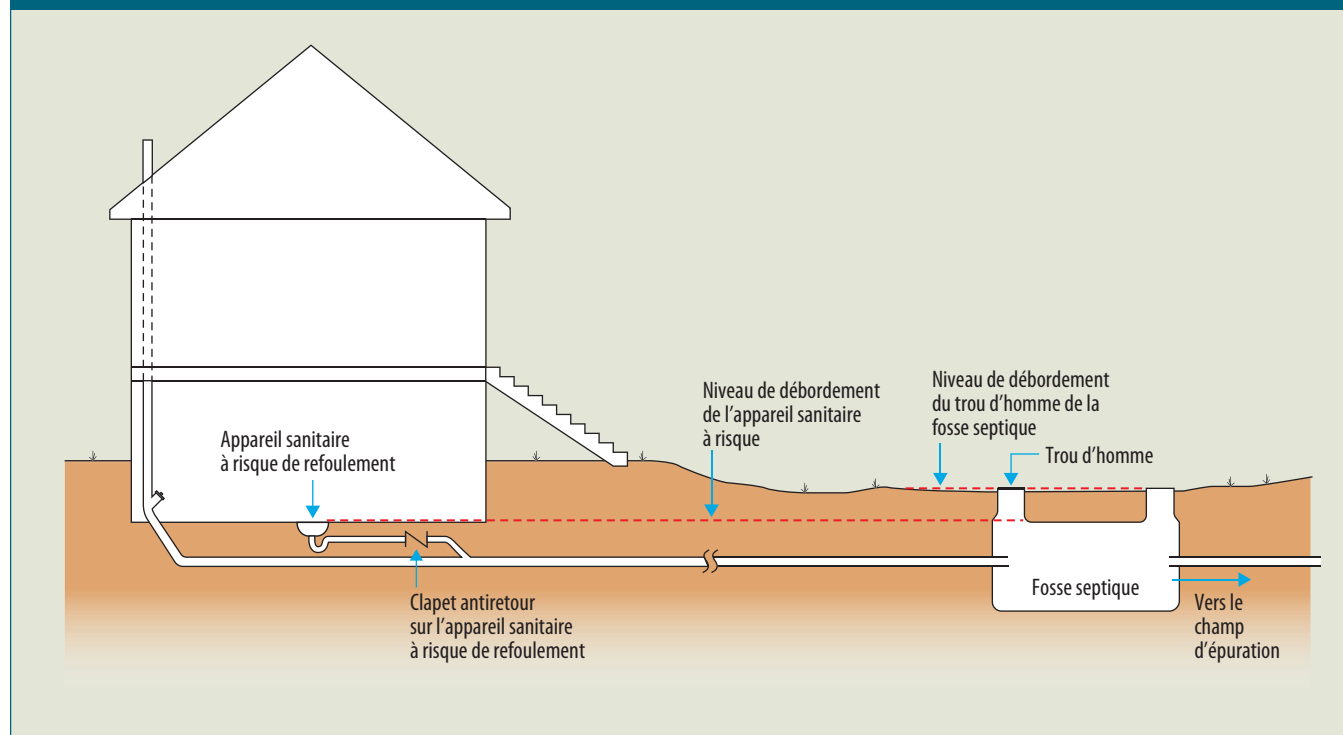 Appareil sanitaire
à risque de refoulement
Niveau de débordement
de l'appareil sanitaire
à risque
Niveau de débordement
du trou d'homme de la
fosse septique
Trou d'homme
Clapet antiretour
sur l'appareil sanitaire
à risque de refoulement
Fosse septique
Vers le
champ
d'épuration